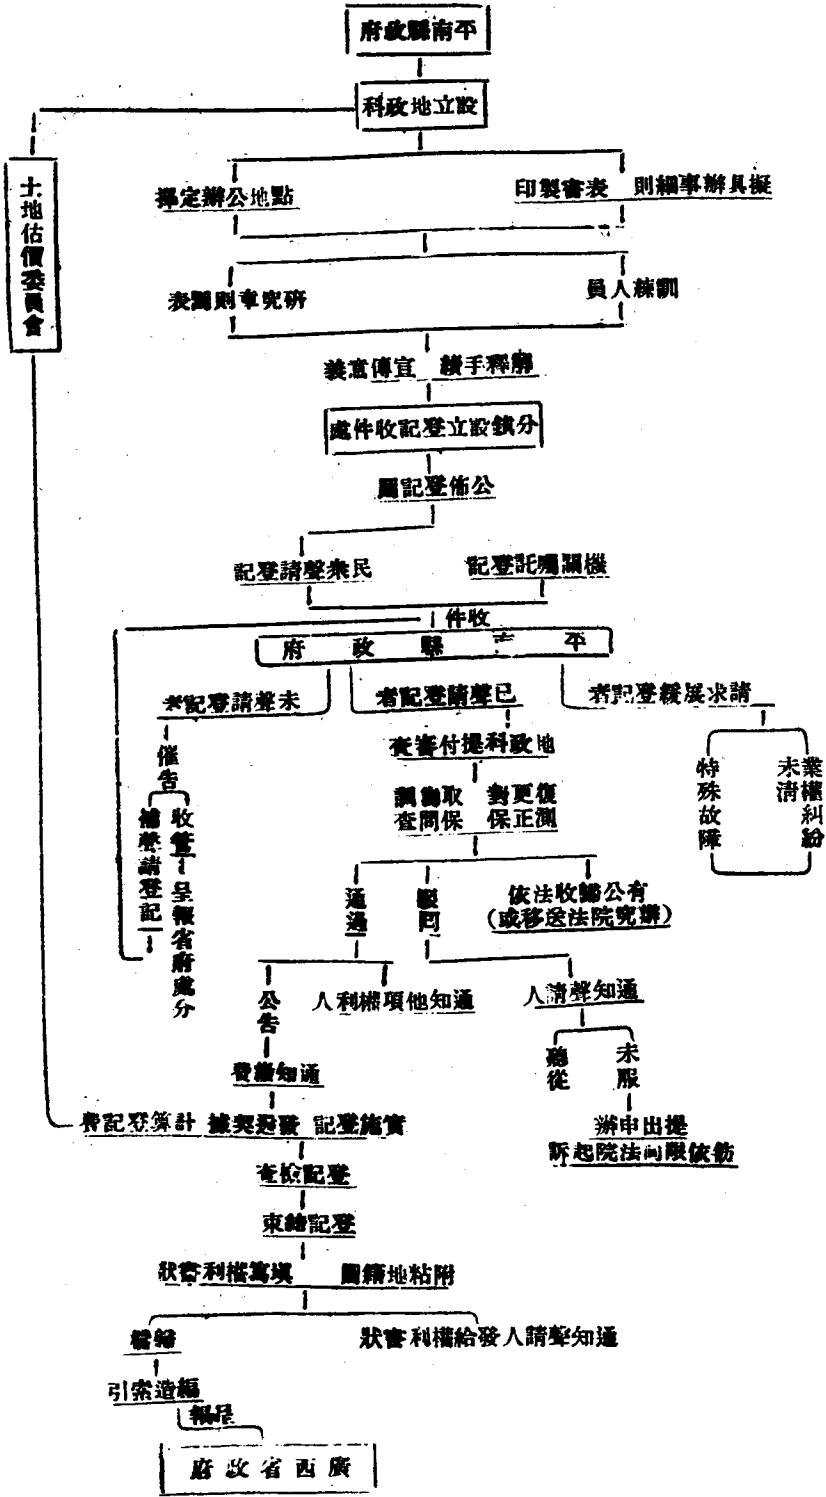 平南縣政府
設立地政科
土地估價委員會
擬具辦事細則　表書製印
擇定辦公地點
訓練人員
研究章則圖表
解釋手續　宣傳意義
分鎮設立登記收件處
公佈登記圖
機關囑託登記
民衆聲請登記
收件
平南縣政府
請求展緩登記者
已聲請登記者
未聲請登記者
業權糾紛未清
特殊故障
催告
補聲請登記
收管
呈報省府處分
地政科提付審查
復測　更正　對保　取保　詢問　調查
依法收歸公有
(或移送法院究辦)
駁回
通過
通知聲請人
通知他項權利人
公告
未服
聽從
通知繳費
提出申辦
飭依限向法院起訴
實施登記　發還契據　計算登記費
登記檢查
登記結束
附粘地籍圖　填寫權利書狀
通知聲請人發給權利書狀
歸檔
編造索引
呈報
廣西省政府